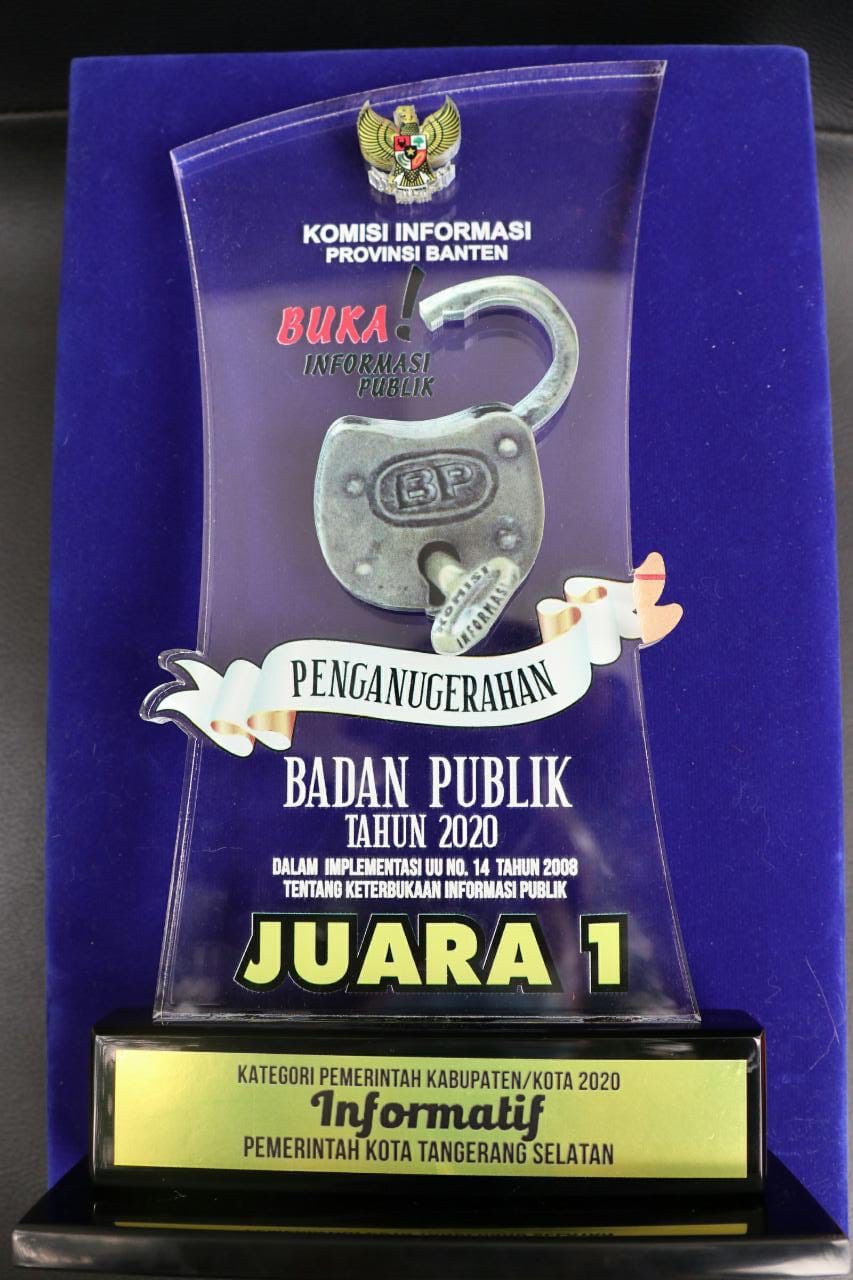 KOMISI INFORMASI
PROVINSI BANTEN
BUKA!
INFORMASI
PUBLIK
BP
KOMISI
INFORMASI
PENGANUGERAHAN
BADAN PUBLIK
TAHUN 2020
DALAM IMPLEMENTASI UU NO. 14 TAHUN 2008
TENTANG KETERBUKAAN INFORMASI PUBLIK
JUARA 1
KATEGORI PEMERINTAH KABUPATEN/KOTA 2020
Informatif
PEMERINTAH KOTA TANGERANG SELATAN